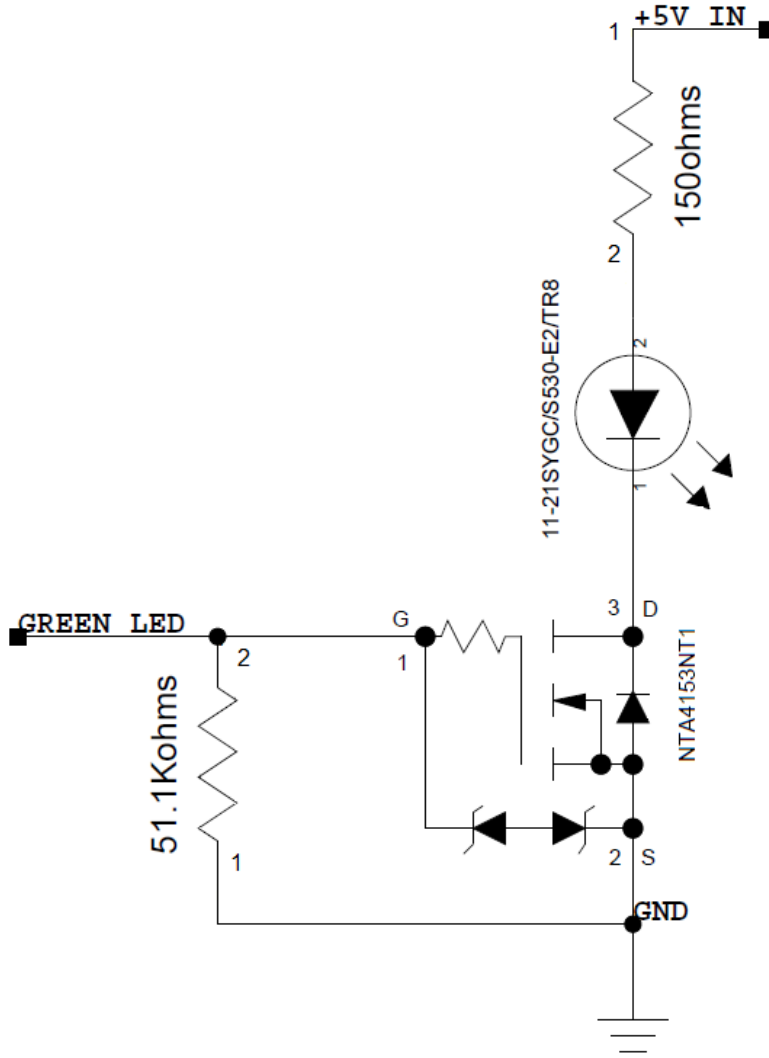 1
+5V IN
150ohms
2
11-21SYGC/S530-E2/TR8
2
1
GREEN LED
2
G
1
3
D
NTA4153NT1
51.1Kohms
1
2
S
GND